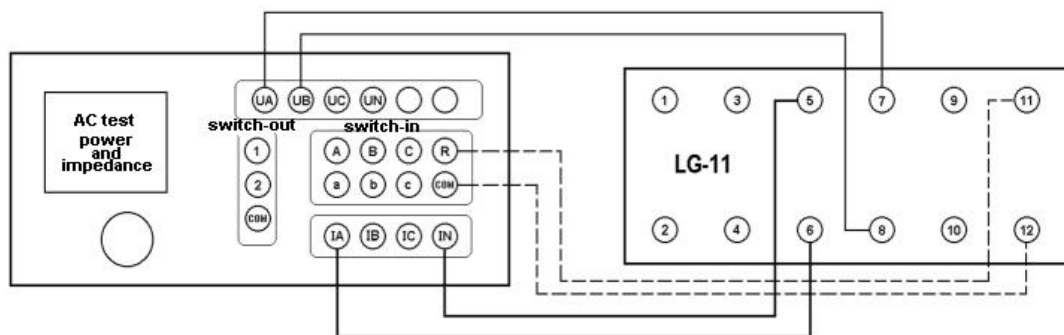 UA UB UC UN
switch-out switch-in
AC test
power
and
impedance
1
2
COM
A B C R
a b c COM
IA IB IC IN
1 3 5 7 9 11
LG-11
2 4 6 8 10 12